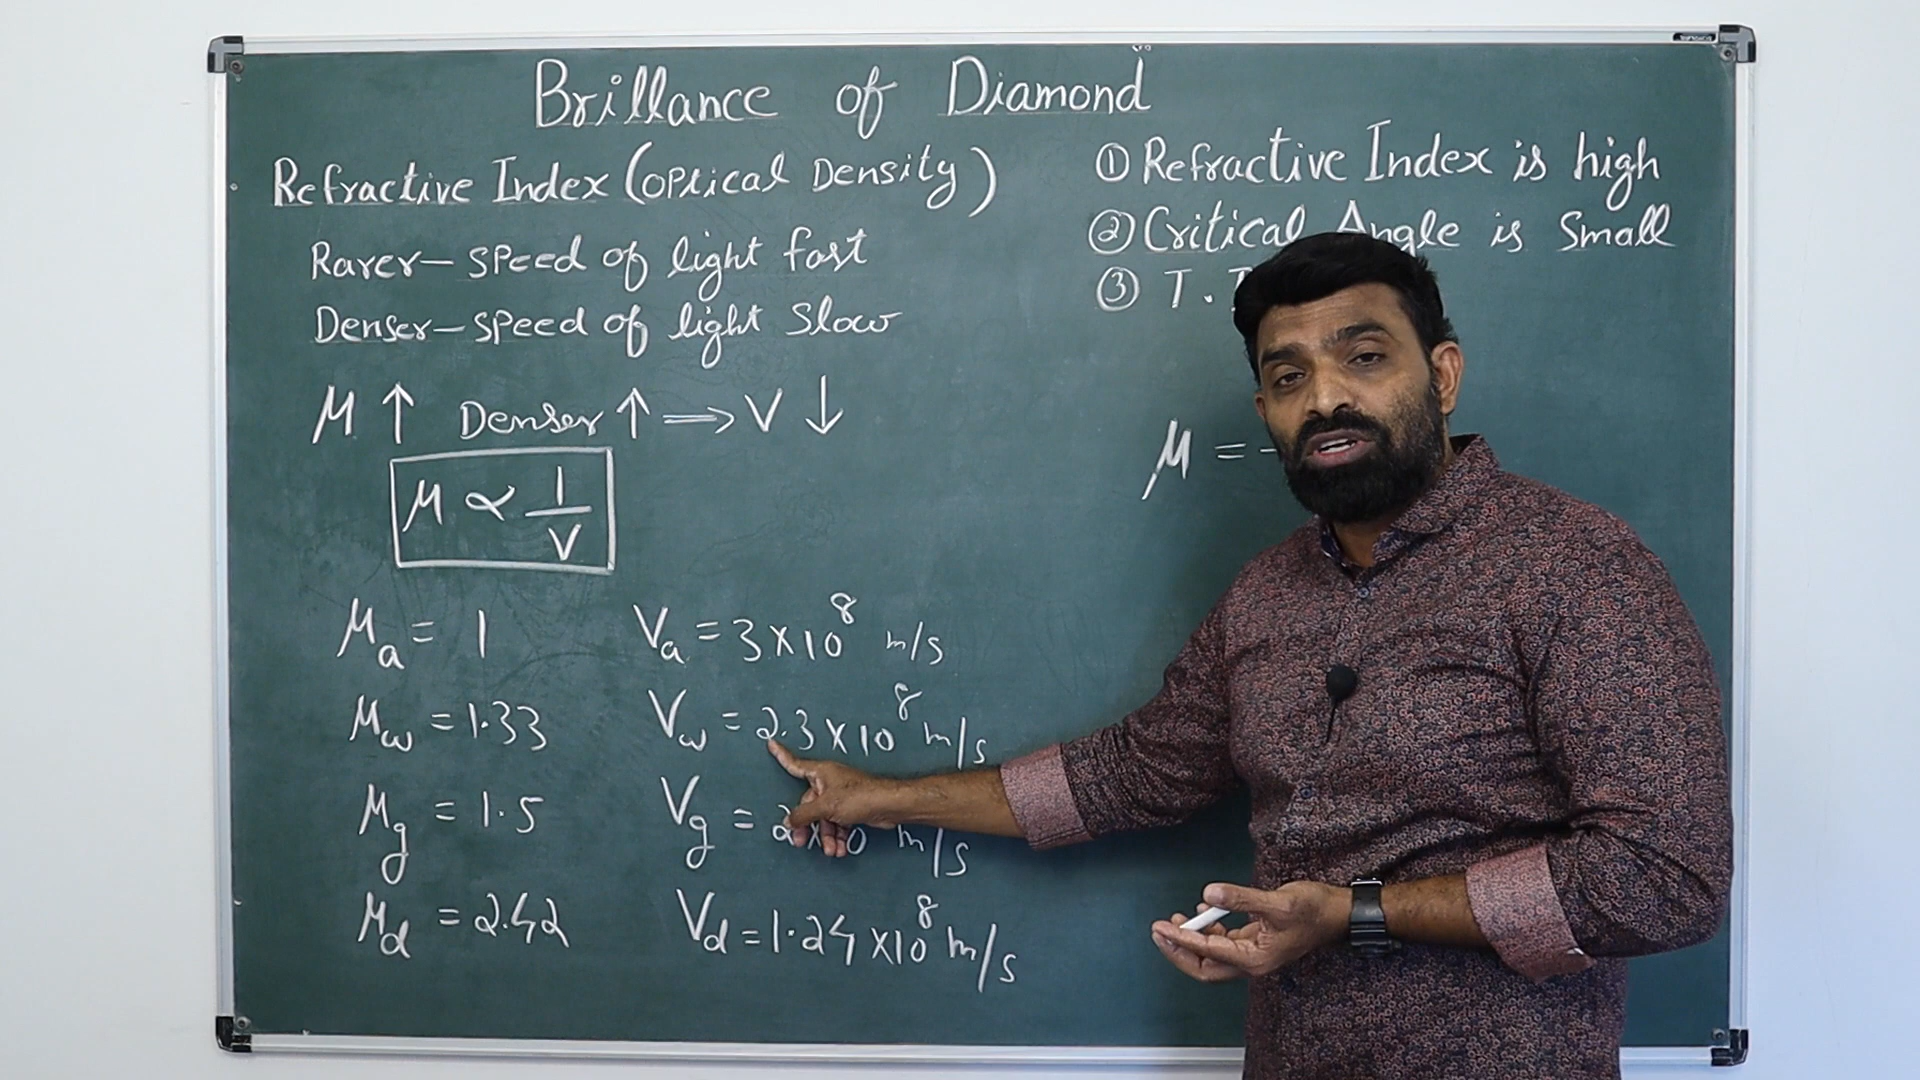 Brillance of Diamond
Refractive Index (Optical Density)
Rarer – speed of light fast
Denser – speed of light slow
μ ↑ Denser ↑ ⟹ V ↓
μ ∝ 1/V
μa = 1 Va = 3×10⁸ m/s
μw = 1.33 Vw = 2.3×10⁸ m/s
μg = 1.5 Vg = 2×10 m/s
μd = 2.42 Vd = 1.24×10⁸ m/s
① Refractive Index is high
② Critical Angle is Small
③ T.
μ =